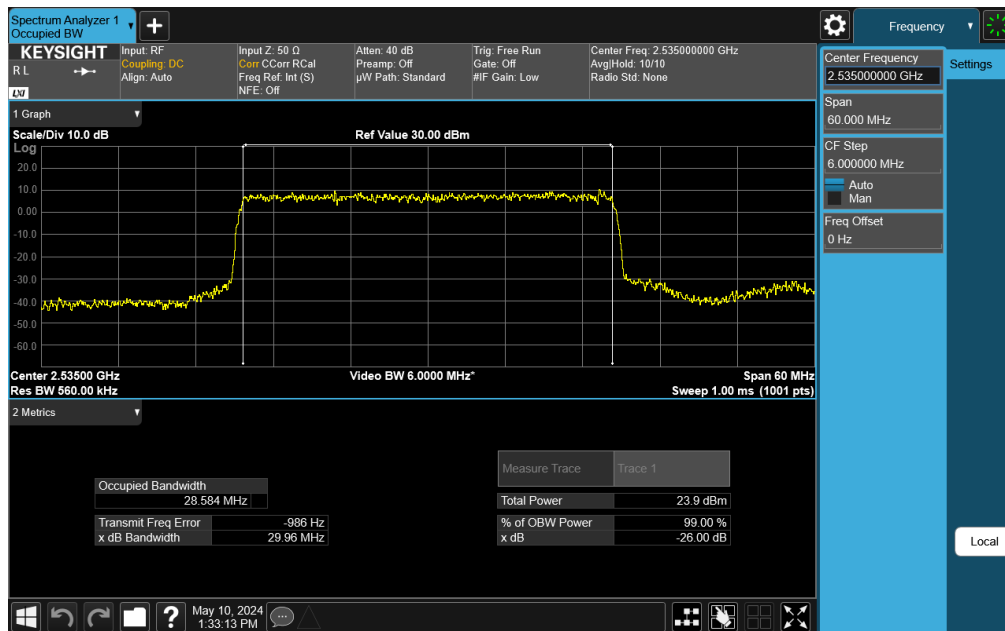 Spectrum Analyzer 1
Occupied BW
Frequency
KEYSIGHT
R L
LXI
Input: RF
Coupling: DC
Align: Auto
Input Z: 50 Ω
Corr CCorr RCal
Freq Ref: Int (S)
NFE: Off
Atten: 40 dB
Preamp: Off
µW Path: Standard
Trig: Free Run
Gate: Off
#IF Gain: Low
Center Freq: 2.535000000 GHz
Avg|Hold: 10/10
Radio Std: None
Center Frequency
2.535000000 GHz
Settings
Span
60.000 MHz
CF Step
6.000000 MHz
Auto
Man
Freq Offset
0 Hz
Local
1 Graph
Scale/Div 10.0 dB
Ref Value 30.00 dBm
Log
20.0
10.0
0.00
-10.0
-20.0
-30.0
-40.0
-50.0
-60.0
Center 2.53500 GHz
Video BW 6.0000 MHz*
Span 60 MHz
Res BW 560.00 kHz
Sweep 1.00 ms (1001 pts)
2 Metrics
Measure Trace Trace 1
Occupied Bandwidth
28.584 MHz
Total Power 23.9 dBm
Transmit Freq Error -986 Hz
% of OBW Power 99.00 %
x dB Bandwidth 29.96 MHz
x dB -26.00 dB
?
May 10, 2024
1:33:13 PM